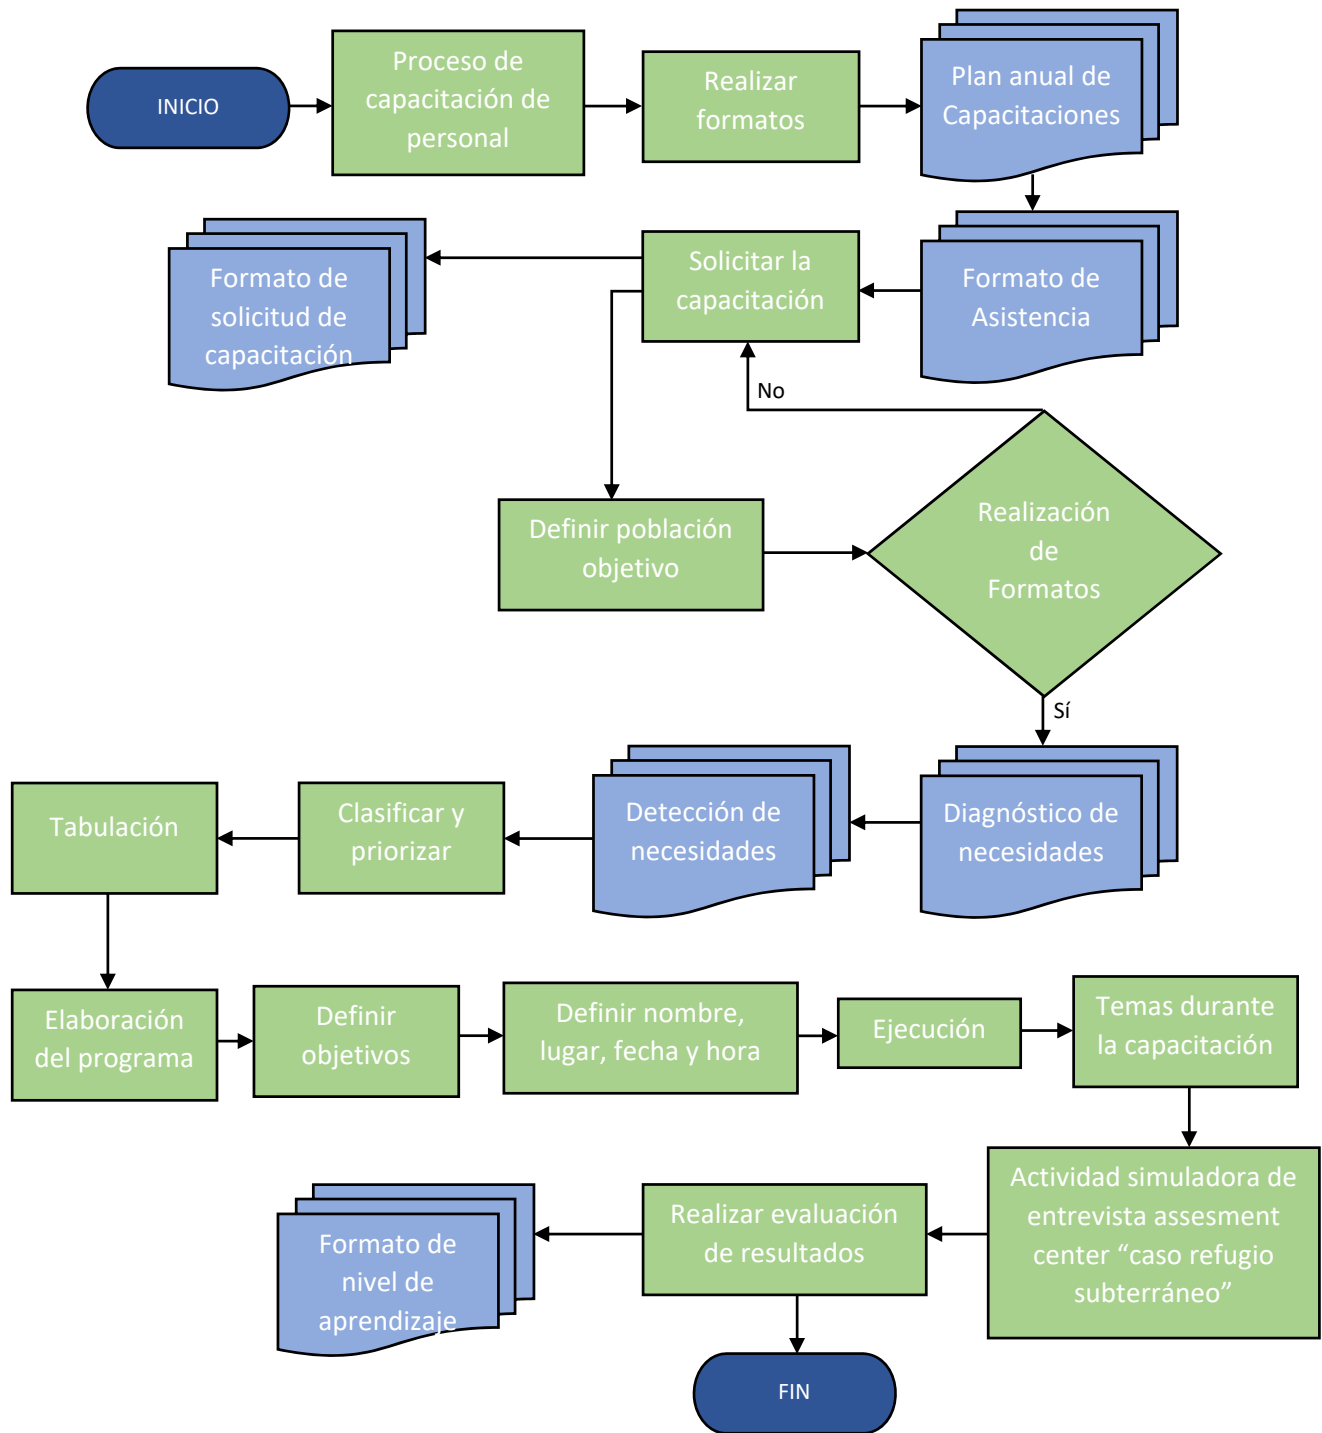 INICIO
Proceso de
capacitación de
personal
Realizar
formatos
Plan anual de
Capacitaciones
Formato de
solicitud de
capacitación
Solicitar la
capacitación
Formato de
Asistencia
No
Definir población
objetivo
Realización
de
Formatos
Sí
Tabulación
Clasificar y
priorizar
Detección de
necesidades
Diagnóstico de
necesidades
Elaboración
del programa
Definir
objetivos
Definir nombre,
lugar, fecha y hora
Ejecución
Temas durante
la capacitación
Formato de
nivel de
aprendizaje
Realizar evaluación
de resultados
Actividad simuladora de
entrevista assesment
center “caso refugio
subterráneo”
FIN